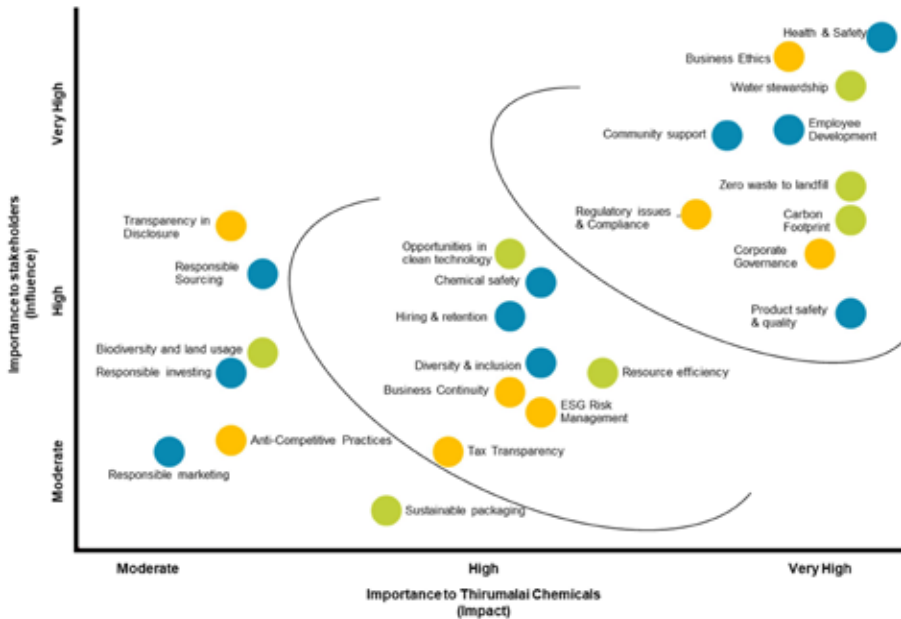 Health & Safety
Business Ethics
Water stewardship
Very High
Community support
Employee
Development
Zero waste to landfill
Regulatory issues
& Compliance
Carbon
Footprint
Transparency in
Disclosure
Opportunities in
clean technology
Corporate
Governance
Responsible
Sourcing
Chemical safety
Importance to stakeholders
(Influence)
High
Hiring & retention
Product safety
& quality
Biodiversity and land usage
Responsible investing
Diversity & inclusion
Resource efficiency
Business Continuity
ESG Risk
Management
Anti-Competitive Practices
Tax Transparency
Moderate
Responsible marketing
Sustainable packaging
Moderate
High
Very High
Importance to Thirumalai Chemicals
(Impact)